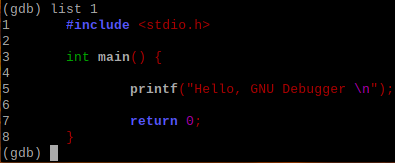 (gdb) list 1
1       #include <stdio.h>
2
3       int main() {
4
5               printf("Hello, GNU Debugger \n");
6
7               return 0;
8       }
(gdb)